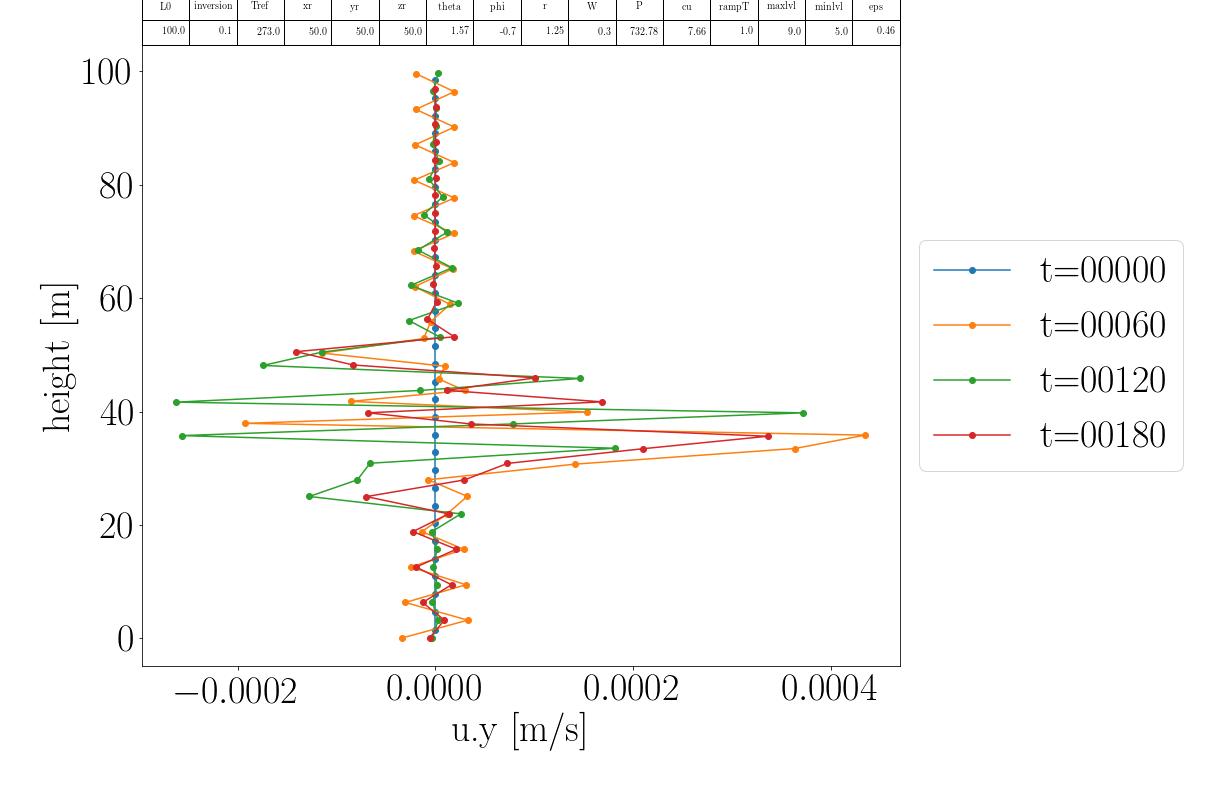 L0 inversion Tref xr yr zr theta phi r W P cu rampT maxlvl minlvl eps
100.0 0.1 273.0 50.0 50.0 50.0 1.57 -0.7 1.25 0.3 732.78 7.66 1.0 9.0 5.0 0.46
100
80
60
40
20
0
height [m]
−0.0002 0.0000 0.0002 0.0004
u.y [m/s]
t=00000
t=00060
t=00120
t=00180